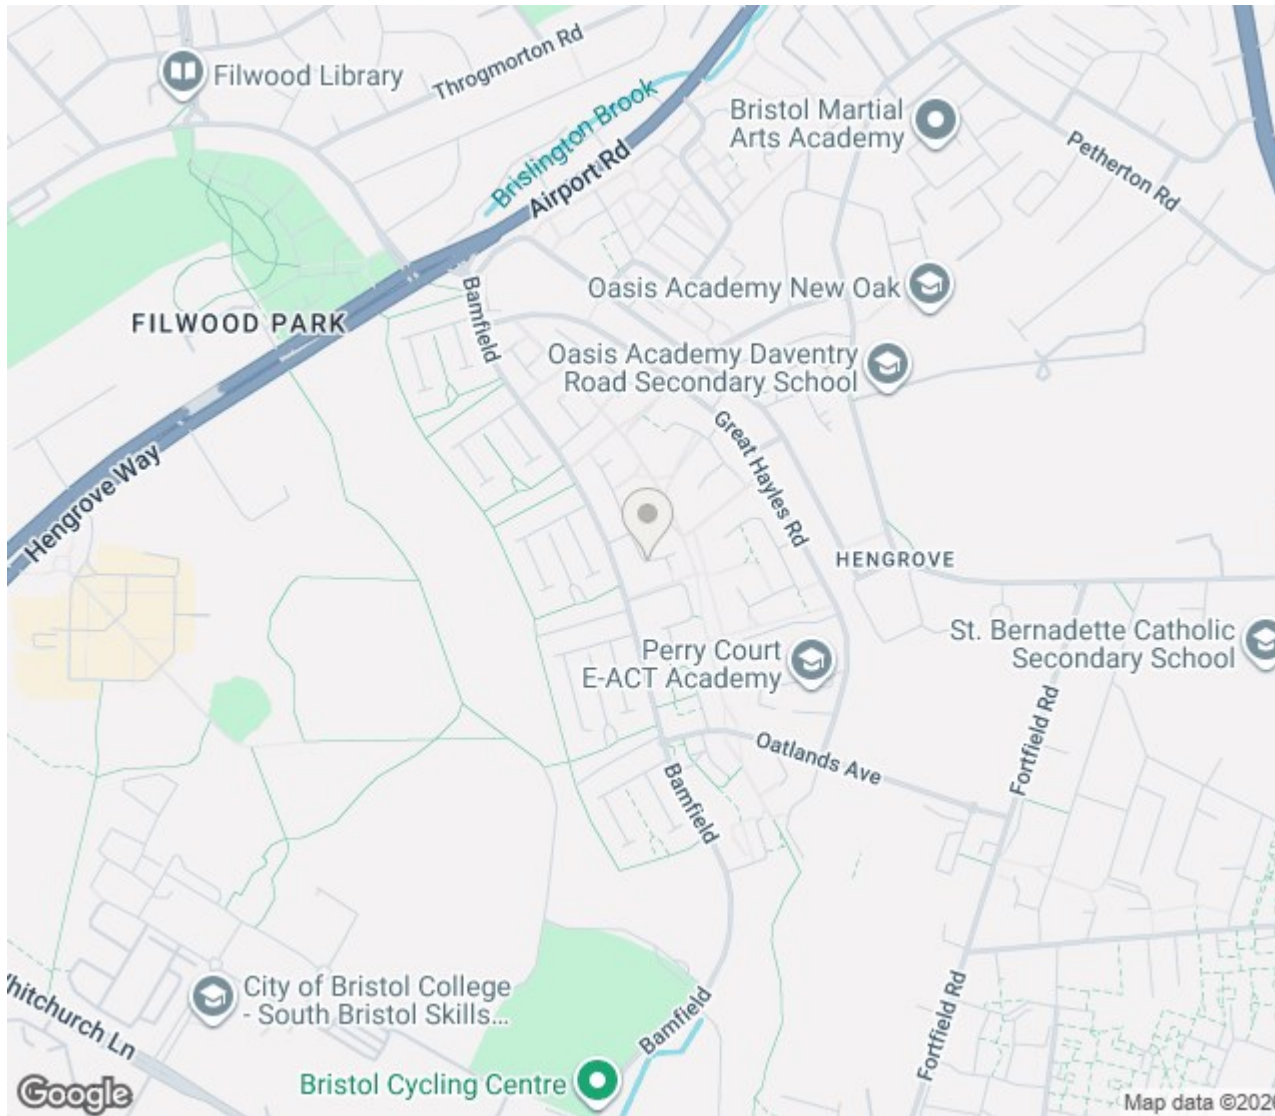 Filwood Library
Throgmorton Rd
Brislington Brook
Airport Rd
Bristol Martial
Arts Academy
Petherton Rd
Oasis Academy New Oak
FILWOOD PARK
Bamfield
Oasis Academy Daventry
Road Secondary School
Great Hayles Rd
Hengrove Way
HENGROVE
St. Bernadette Catholic
Secondary School
Perry Court
E-ACT Academy
Fortfield Rd
Oatlands Ave
Bamfield
City of Bristol College
- South Bristol Skills...
Whitchurch Ln
Bamfield
Fortfield Rd
Bristol Cycling Centre
Google
Map data ©202